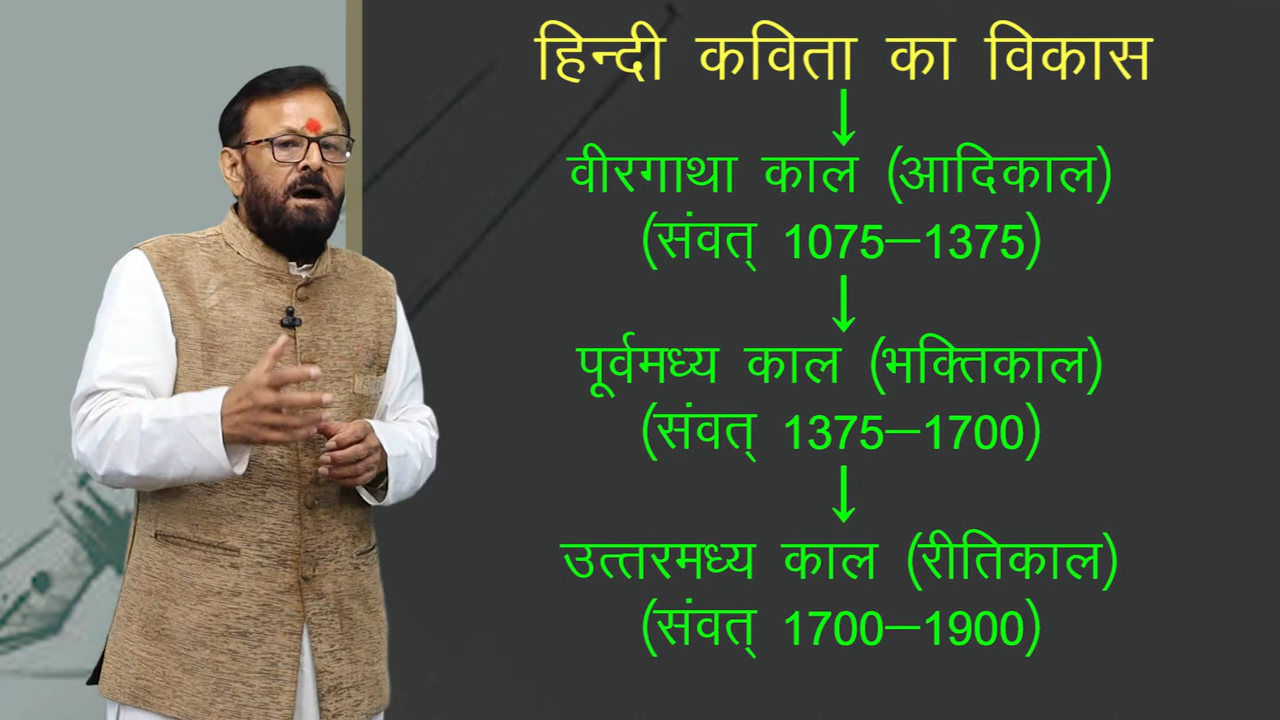 हिन्दी कविता का विकास
वीरगाथा काल (आदिकाल)
(संवत् 1075–1375)
पूर्वमध्य काल (भक्तिकाल)
(संवत् 1375–1700)
उत्तरमध्य काल (रीतिकाल)
(संवत् 1700–1900)